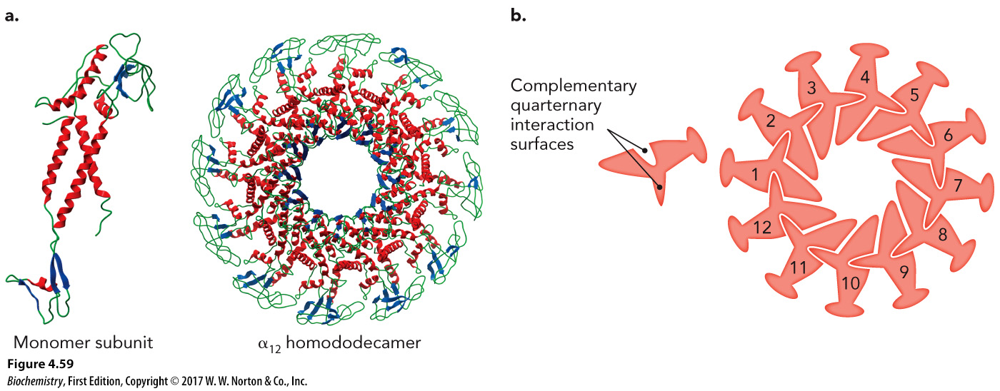 a.
Monomer subunit
α12 homododecamer
b.
Complementary
quarternary
interaction
surfaces
1
2
3
4
5
6
7
8
9
10
11
12
Figure 4.59
Biochemistry, First Edition, Copyright © 2017 W. W. Norton & Co., Inc.